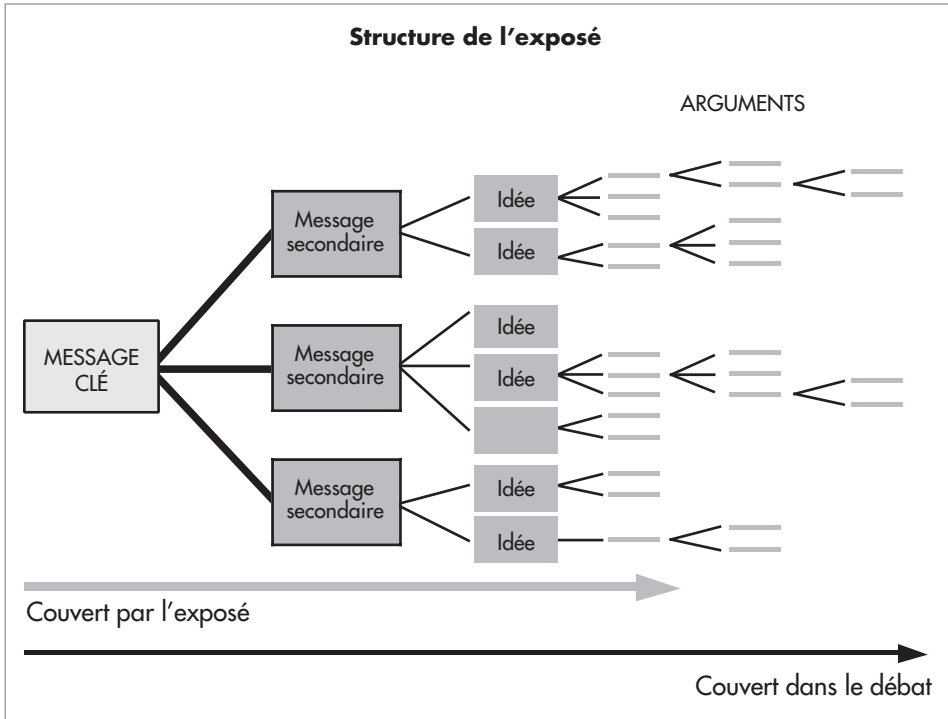 Structure de l'exposé
ARGUMENTS
Message
secondaire
Idée
Idée
MESSAGE
CLÉ
Message
secondaire
Idée
Idée
Message
secondaire
Idée
Idée
Couvert par l'exposé
Couvert dans le débat